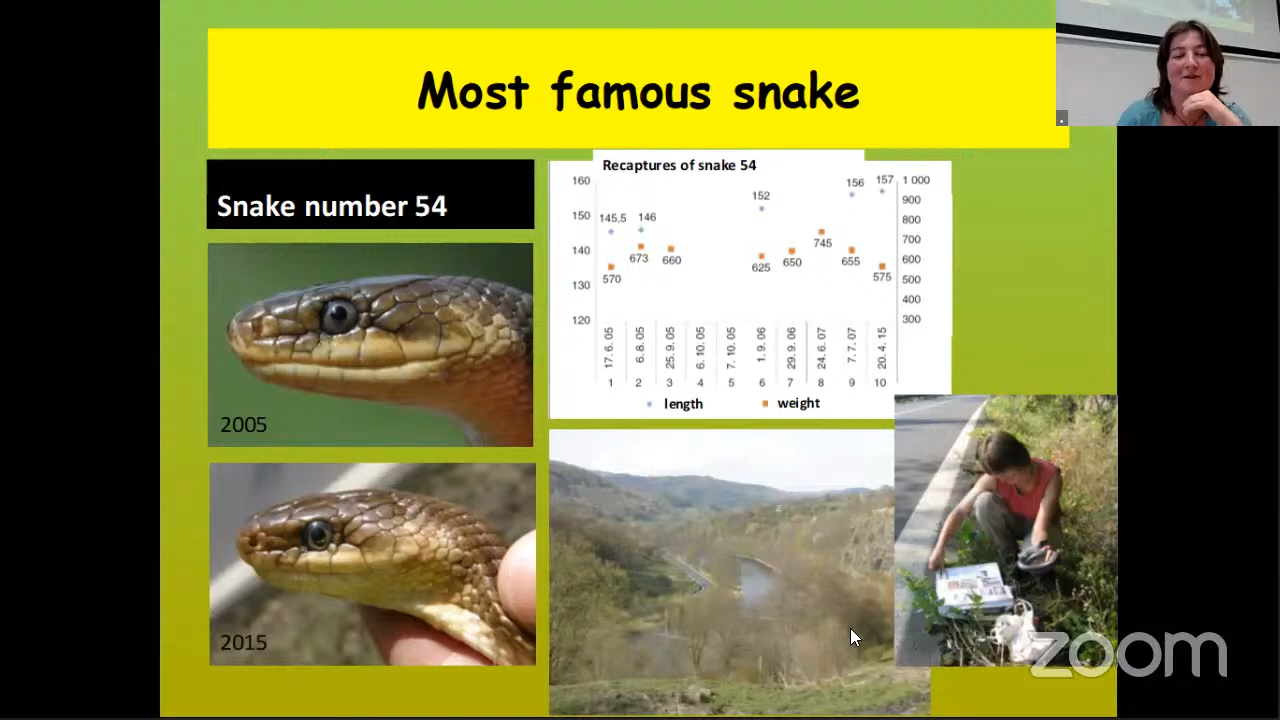 Most famous snake
Snake number 54
2005
2015
Recaptures of snake 54
160
150
140
130
120
145,5
146
152
156
157
570
673
660
625
650
745
655
575
1 000
900
800
700
600
500
400
300
17. 6. 05
6.8. 05
25. 9. 05
6. 10. 05
7. 10. 05
1. 9. 06
29. 9. 06
24. 6. 07
7. 7. 07
20. 4. 15
1 2 3 4 5 6 7 8 9 10
length weight
zoom